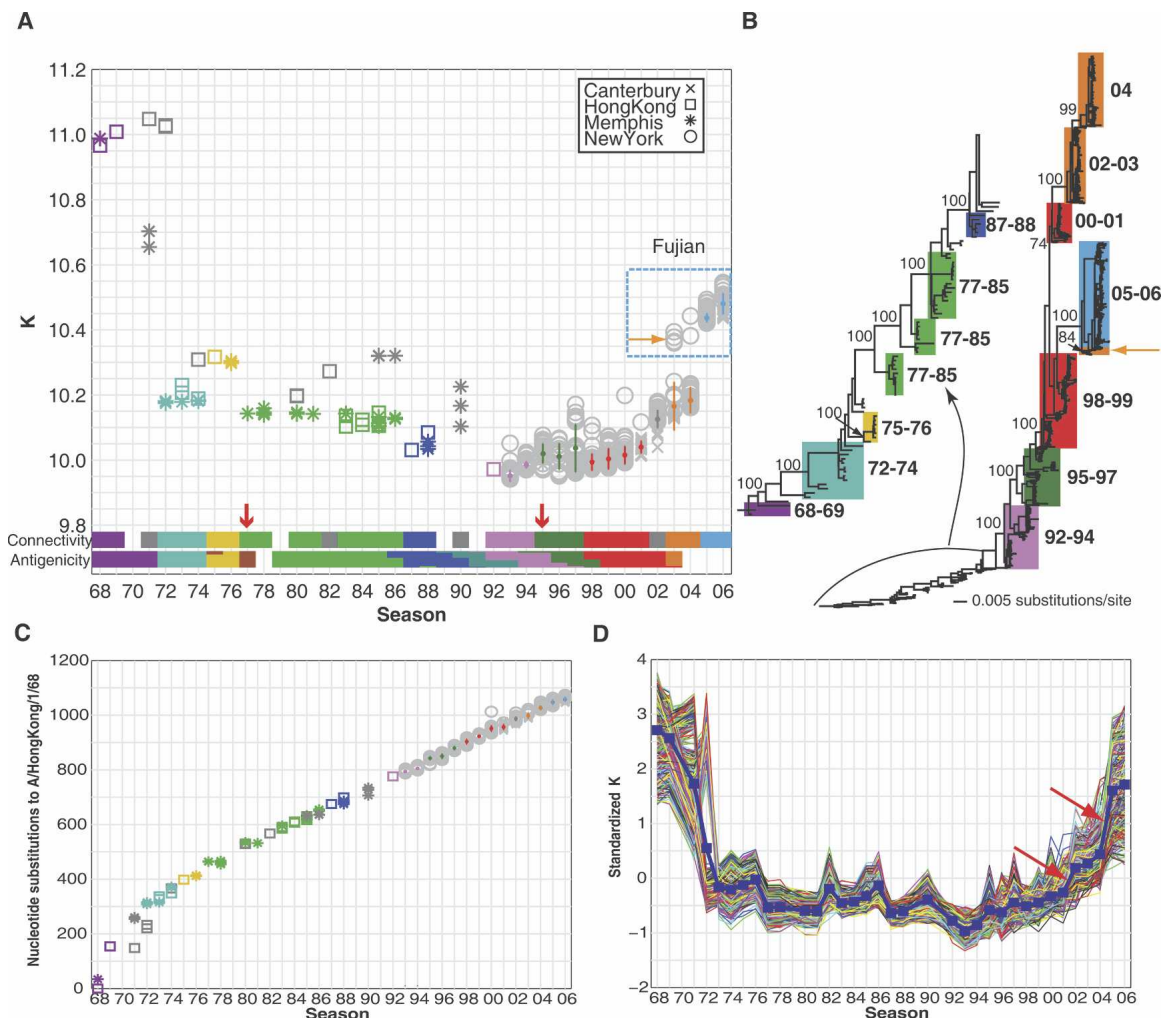 A
B
11.2
11.0
10.8
10.6
10.4
10.2
10.0
9.8
K
Canterbury ×
HongKong □
Memphis ✳
NewYork ○
Fujian
Connectivity
Antigenicity
68 70 72 74 76 78 80 82 84 86 88 90 92 94 96 98 00 02 04 06
Season
04
99
02-03
100
00-01
74
05-06
100
84
98-99
100
95-97
100
92-94
100
87-88
100
77-85
100
77-85
100
77-85
100
75-76
100
72-74
100
68-69
0.005 substitutions/site
C
D
Nucleotide substitutions to A/HongKong/1/68
1200
1000
800
600
400
200
0
68 70 72 74 76 78 80 82 84 86 88 90 92 94 96 98 00 02 04 06
Season
Standardized K
4
3
2
1
0
−1
−2
68 70 72 74 76 78 80 82 84 86 88 90 92 94 96 98 00 02 04 06
Season